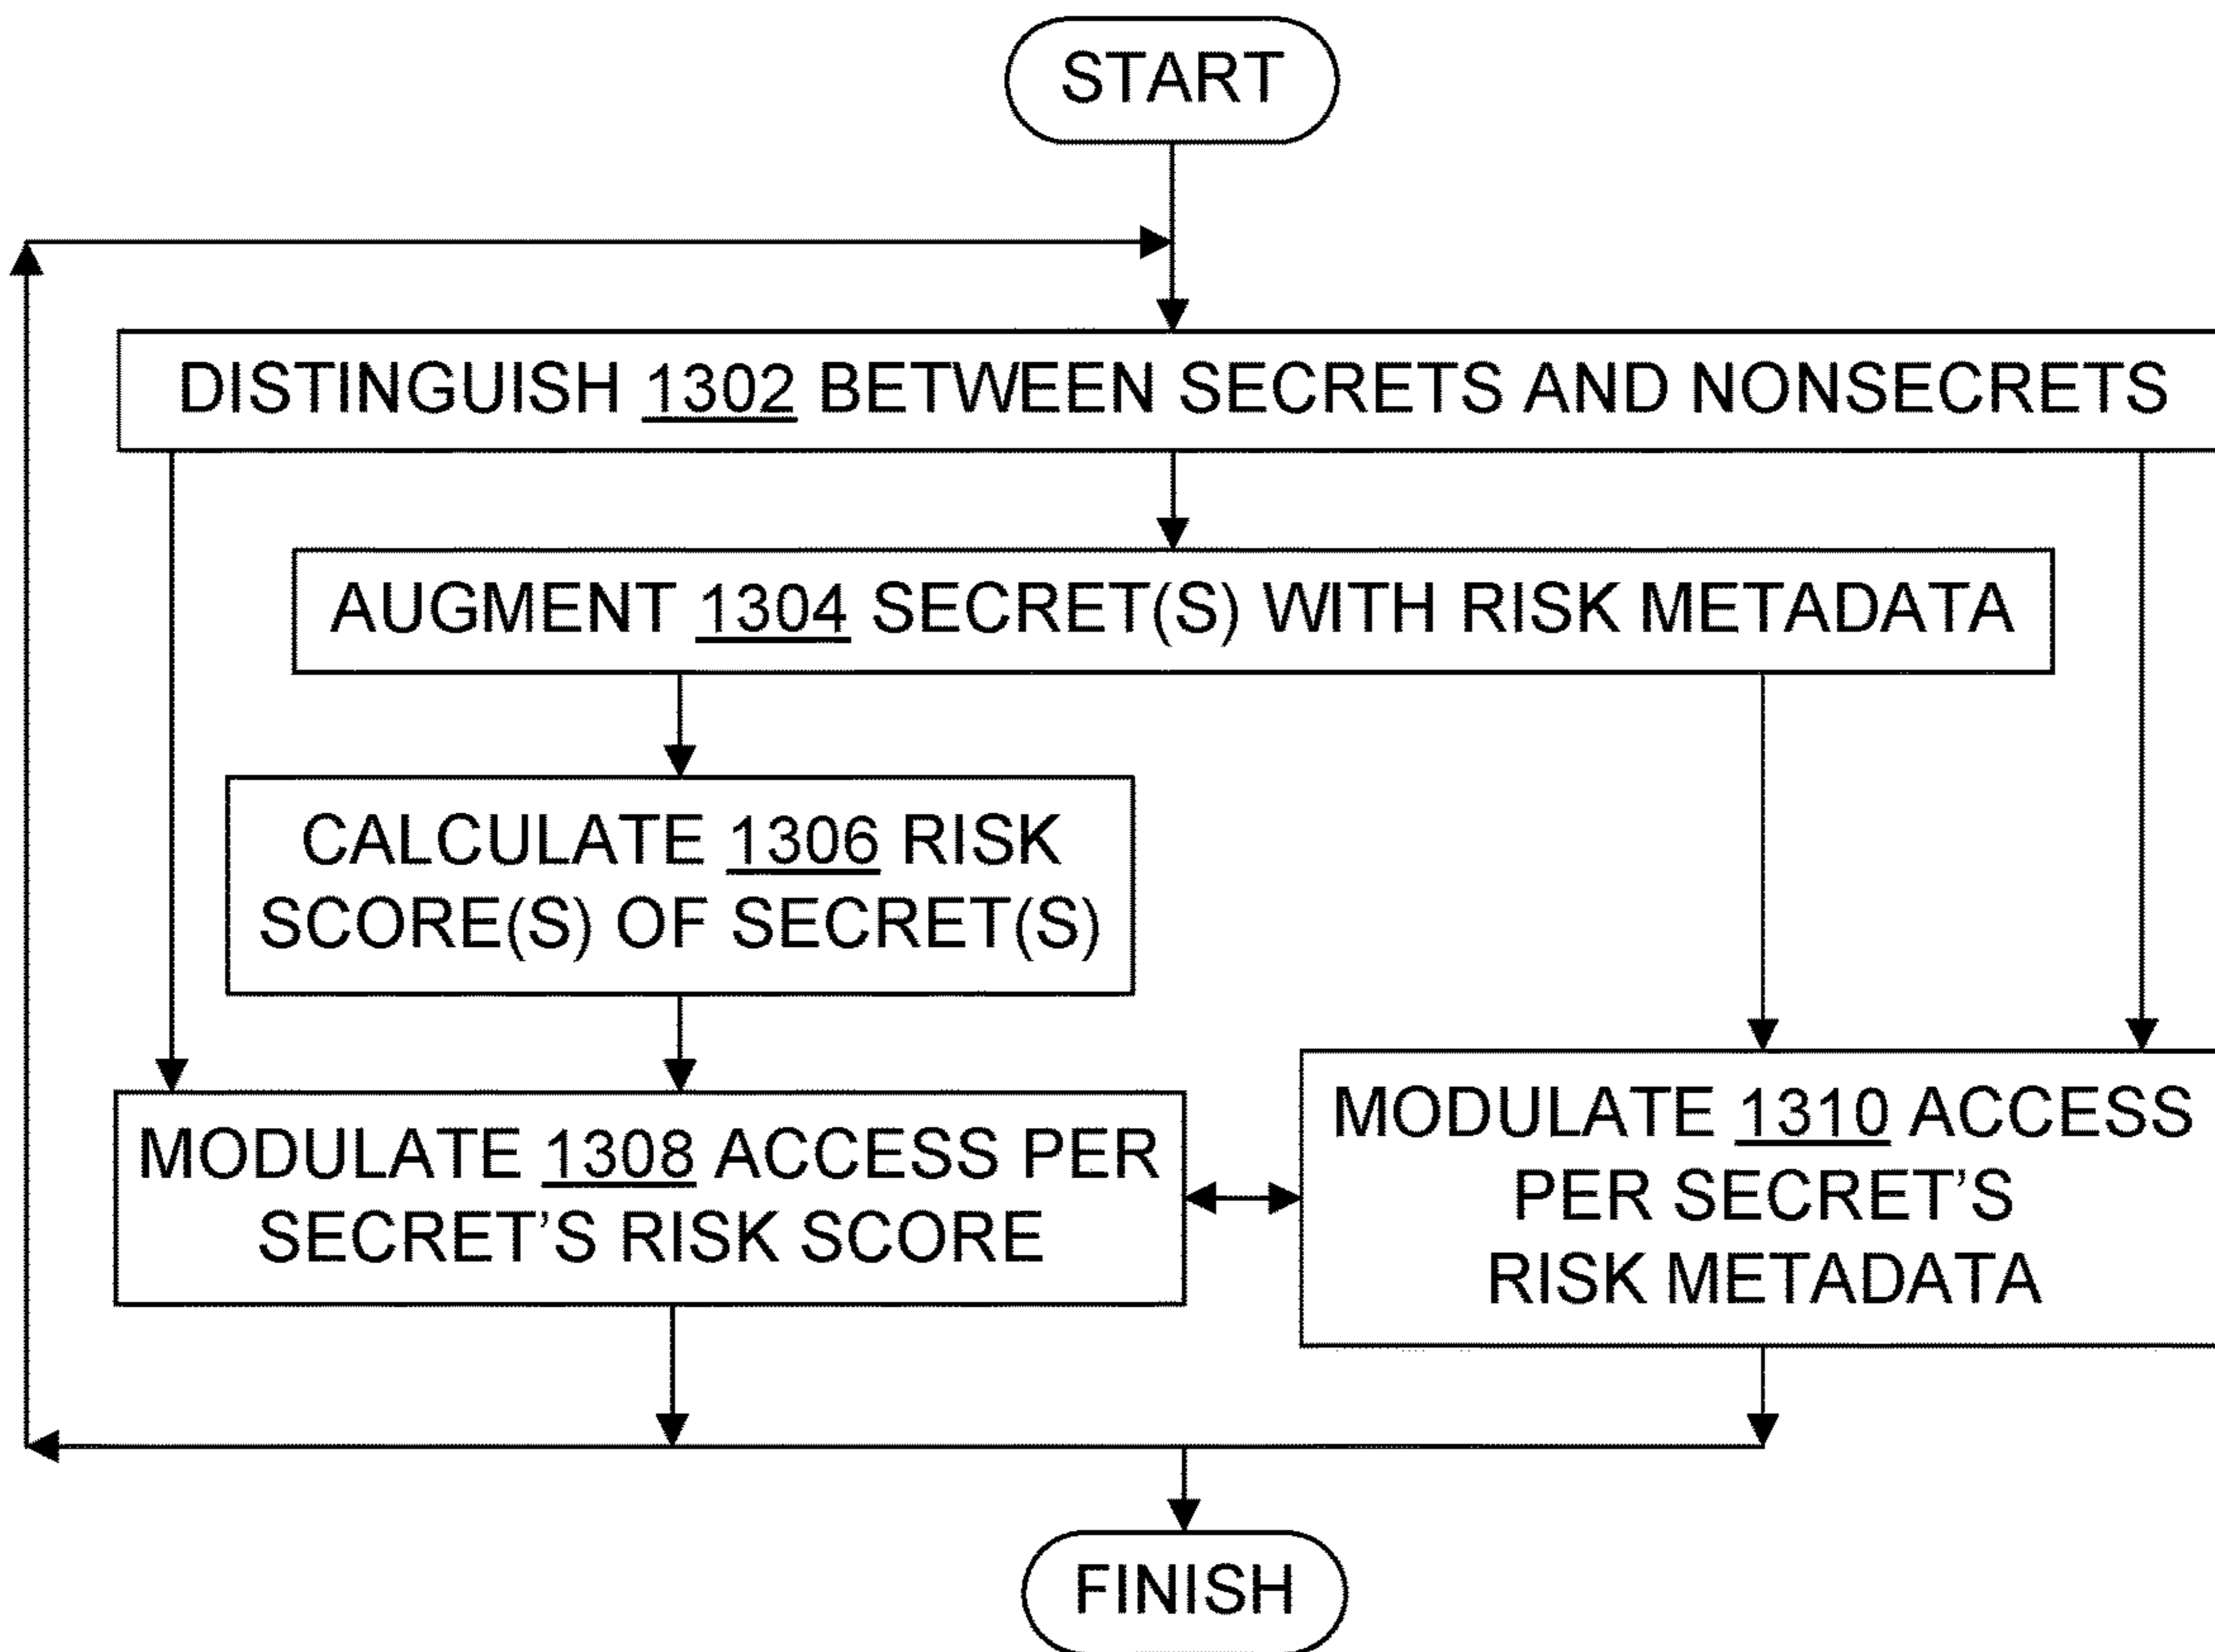 START
DISTINGUISH 1302 BETWEEN SECRETS AND NONSECRETS
AUGMENT 1304 SECRET(S) WITH RISK METADATA
CALCULATE 1306 RISK
SCORE(S) OF SECRET(S)
MODULATE 1308 ACCESS PER
SECRET’S RISK SCORE
MODULATE 1310 ACCESS
PER SECRET’S
RISK METADATA
FINISH